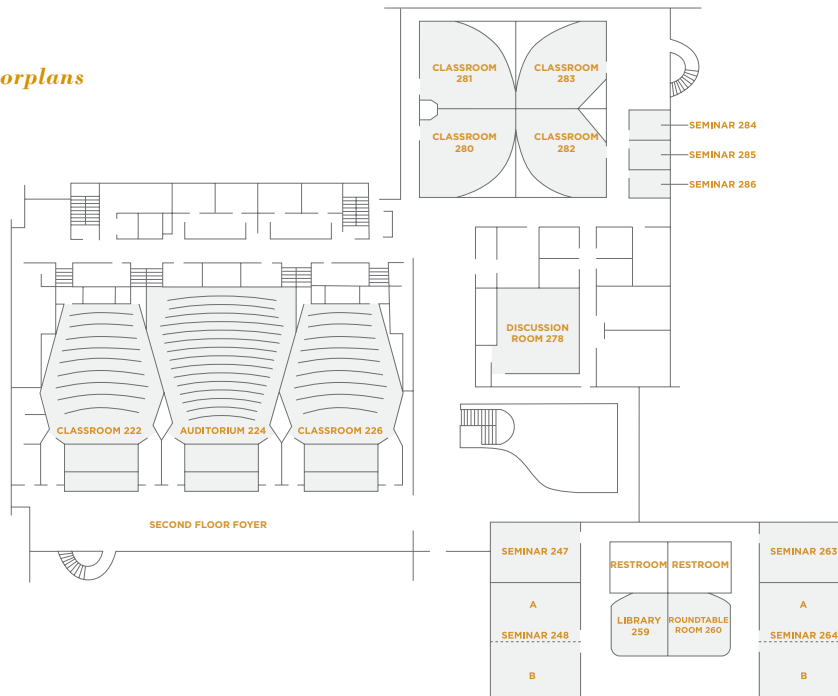 orplans
CLASSROOM
281
CLASSROOM
283
SEMINAR 284
CLASSROOM
280
CLASSROOM
282
SEMINAR 285
SEMINAR 286
DISCUSSION
ROOM 278
CLASSROOM 222
AUDITORIUM 224
CLASSROOM 226
SECOND FLOOR FOYER
SEMINAR 247
RESTROOM
RESTROOM
SEMINAR 263
A
LIBRARY
259
ROUNDTABLE
ROOM 260
A
SEMINAR 248
SEMINAR 264
B
B